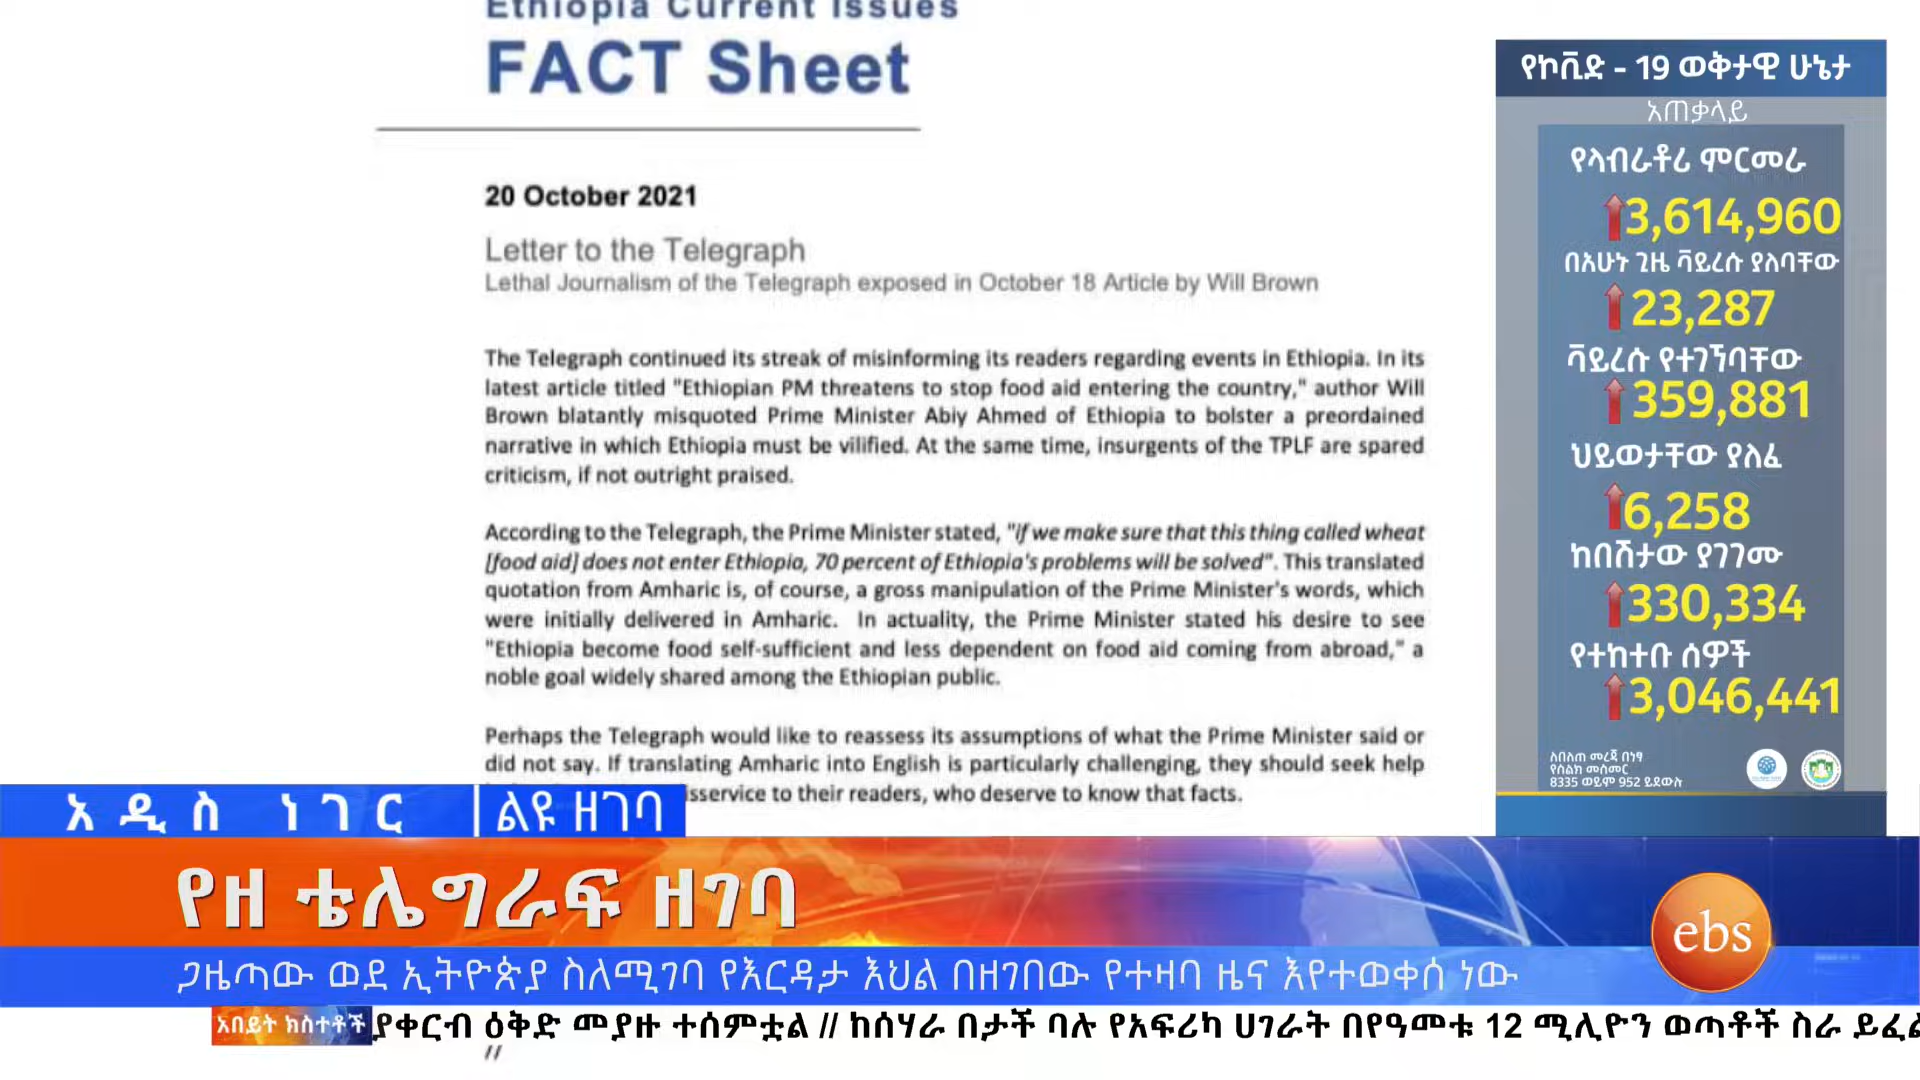 Ethiopia Current Issues
FACT Sheet
20 October 2021
Letter to the Telegraph
Lethal Journalism of the Telegraph exposed in October 18 Article by Will Brown
The Telegraph continued its streak of misinforming its readers regarding events in Ethiopia. In its
latest article titled "Ethiopian PM threatens to stop food aid entering the country," author Will
Brown blatantly misquoted Prime Minister Abiy Ahmed of Ethiopia to bolster a preordained
narrative in which Ethiopia must be vilified. At the same time, insurgents of the TPLF are spared
criticism, if not outright praised.
According to the Telegraph, the Prime Minister stated, "if we make sure that this thing called wheat
[food aid] does not enter Ethiopia, 70 percent of Ethiopia's problems will be solved". This translated
quotation from Amharic is, of course, a gross manipulation of the Prime Minister's words, which
were initially delivered in Amharic. In actuality, the Prime Minister stated his desire to see
"Ethiopia become food self-sufficient and less dependent on food aid coming from abroad," a
noble goal widely shared among the Ethiopian public.
Perhaps the Telegraph would like to reassess its assumptions of what the Prime Minister said or
did not say. If translating Amharic into English is particularly challenging, they should seek help
isservice to their readers, who deserve to know that facts.
የኮቪድ - 19 ወቅታዊ ሁኔታ
አጠቃላይ
የላብራቶሪ ምርመራ
3,614,960
በአሁኑ ጊዜ ቫይረሱ ያለባቸው
23,287
ቫይረሱ የተገኘባቸው
359,881
ህይወታቸው ያለፈ
6,258
ከበሽታው ያገገሙ
330,334
የተከተቡ ሰዎች
3,046,441
ለበለጠ መረጃ በነፃ
የስልክ መስመር
8335 ወይም 952 ይደውሉ
አዲስ ነገር | ልዩ ዘገባ
የዘ ቴሌግራፍ ዘገባ
ebs
ጋዜጣው ወደ ኢትዮጵያ ስለሚገባ የእርዳታ እህል በዘገበው የተዛባ ዜና እየተወቀሰ ነው
አበይት ክስተቶች ያቀርብ ዕቅድ መያዙ ተሰምቷል // ከሰሃራ በታች ባሉ የአፍሪካ ሀገራት በየዓመቱ 12 ሚሊዮን ወጣቶች ስራ ይፈል
//